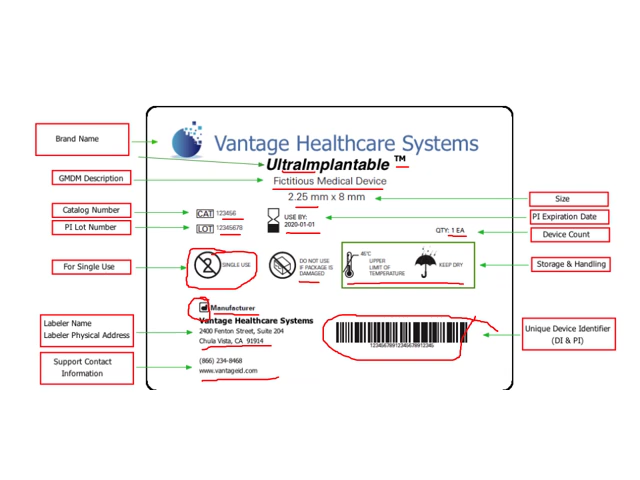 Brand Name
Vantage Healthcare Systems
UltraImplantable ™
GMDM Description
Fictitious Medical Device
2.25 mm x 8 mm
Size
Catalog Number
CAT 123456
USE BY:
2020-01-01
PI Expiration Date
PI Lot Number
LOT 12345678
QTY: 1 EA
Device Count
For Single Use
2
SINGLE USE
DO NOT USE
IF PACKAGE IS
DAMAGED
46°C
UPPER
LIMIT OF
TEMPERATURE
KEEP DRY
Storage & Handling
Manufacturer
Labeler Name
Labeler Physical Address
Vantage Healthcare Systems
2400 Fenton Street, Suite 204
Chula Vista, CA 91914
Unique Device Identifier
(DI & PI)
Support Contact
Information
(866) 234-8468
www.vantageid.com